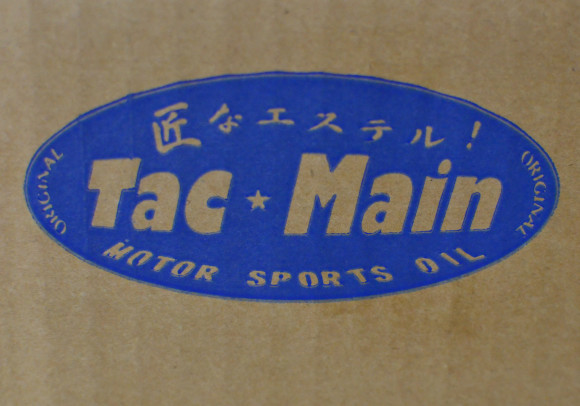 匠なエステル!
ORIGINAL
Tac★Main
ORIGINAL
MOTOR SPORTS OIL